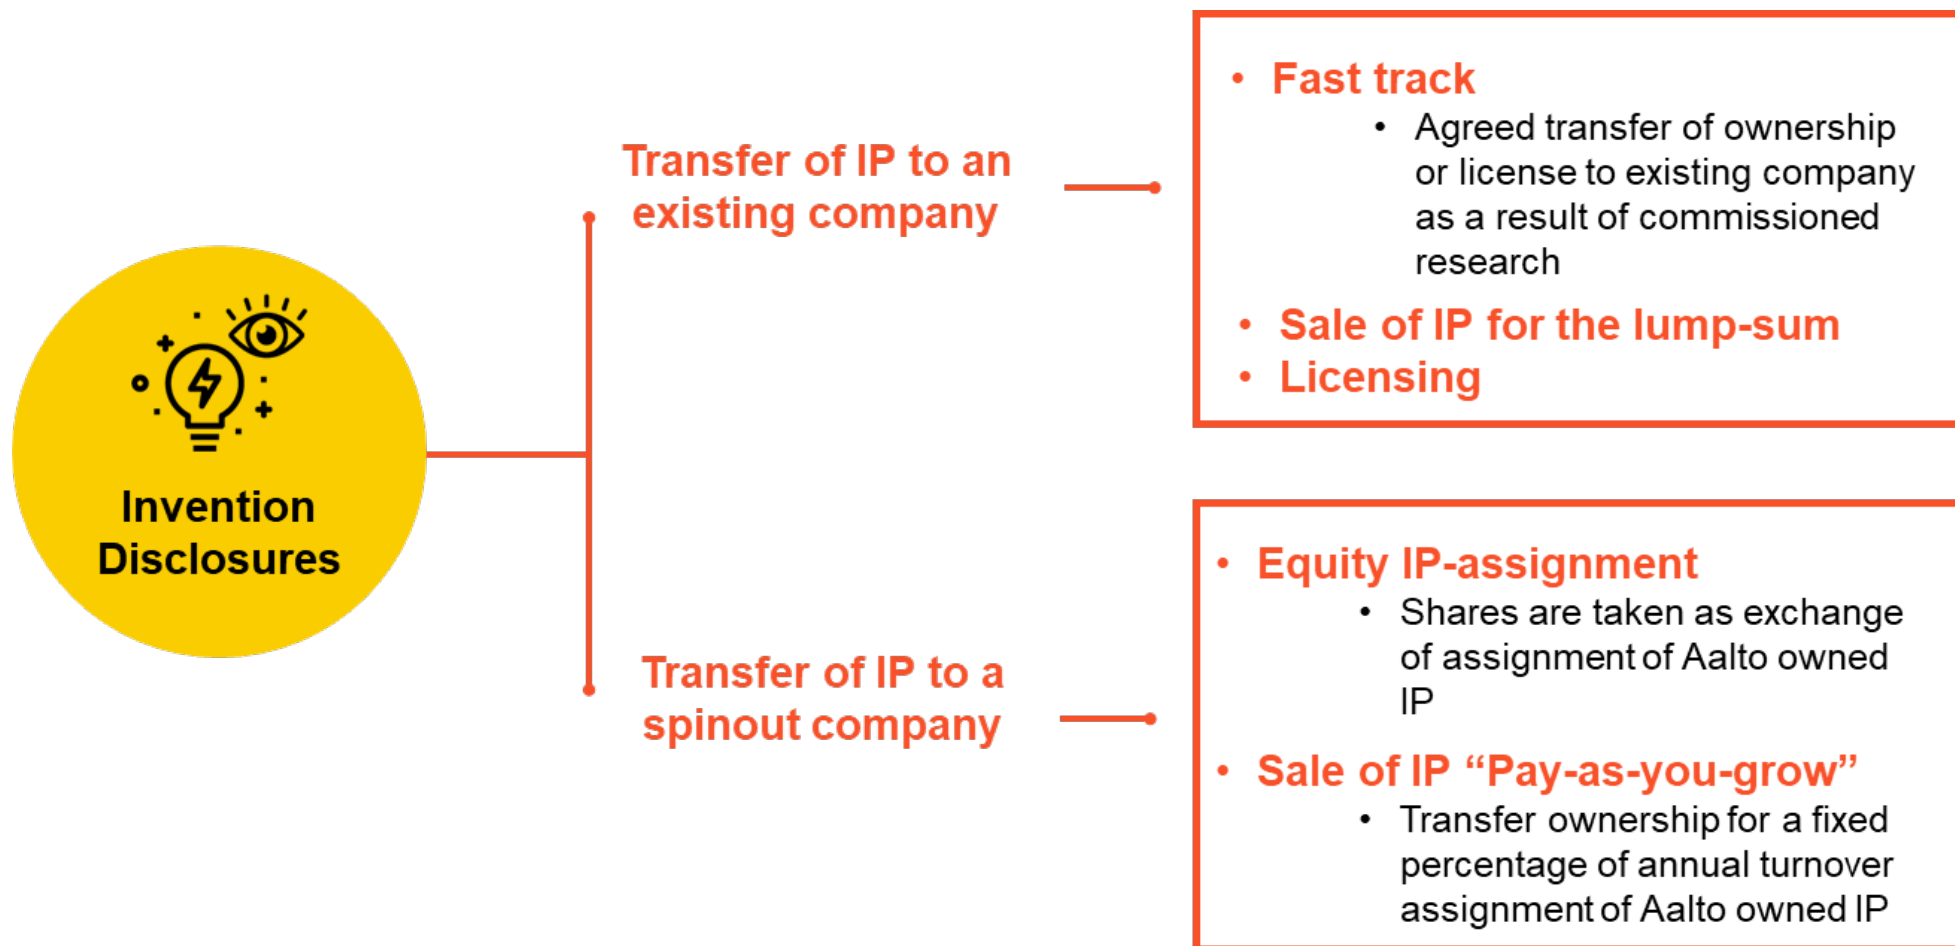 Invention
Disclosures
Transfer of IP to an
existing company
• Fast track
• Agreed transfer of ownership
or license to existing company
as a result of commissioned
research
• Sale of IP for the lump-sum
• Licensing
Transfer of IP to a
spinout company
• Equity IP-assignment
• Shares are taken as exchange
of assignment of Aalto owned
IP
• Sale of IP “Pay-as-you-grow”
• Transfer ownership for a fixed
percentage of annual turnover
assignment of Aalto owned IP